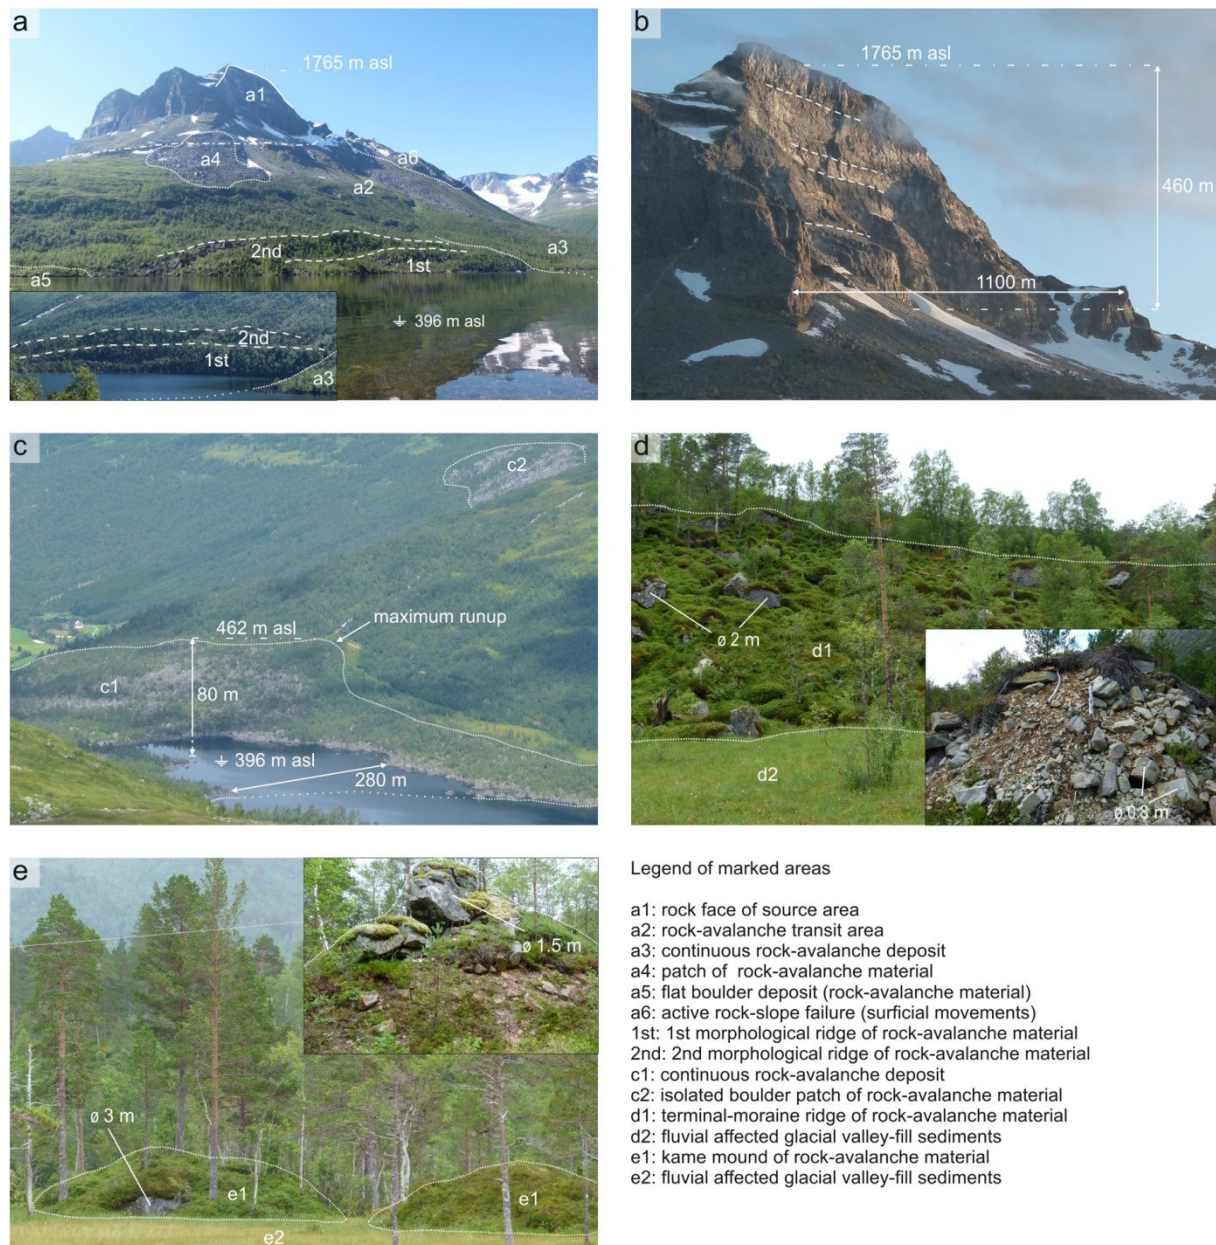 a
1765 m asl
a1
a4
a6
a2
2nd
a3
1st
a5
396 m asl
2nd
1st
a3
b
1765 m asl
460 m
1100 m
c
c2
maximum runup
462 m asl
c1
80 m
396 m asl
280 m
d
ø 2 m
d1
d2
ø 0.8 m
e
ø 1.5 m
ø 3 m
e1
e1
e2
Legend of marked areas
a1: rock face of source area
a2: rock-avalanche transit area
a3: continuous rock-avalanche deposit
a4: patch of rock-avalanche material
a5: flat boulder deposit (rock-avalanche material)
a6: active rock-slope failure (surficial movements)
1st: 1st morphological ridge of rock-avalanche material
2nd: 2nd morphological ridge of rock-avalanche material
c1: continuous rock-avalanche deposit
c2: isolated boulder patch of rock-avalanche material
d1: terminal-moraine ridge of rock-avalanche material
d2: fluvial affected glacial valley-fill sediments
e1: kame mound of rock-avalanche material
e2: fluvial affected glacial valley-fill sediments